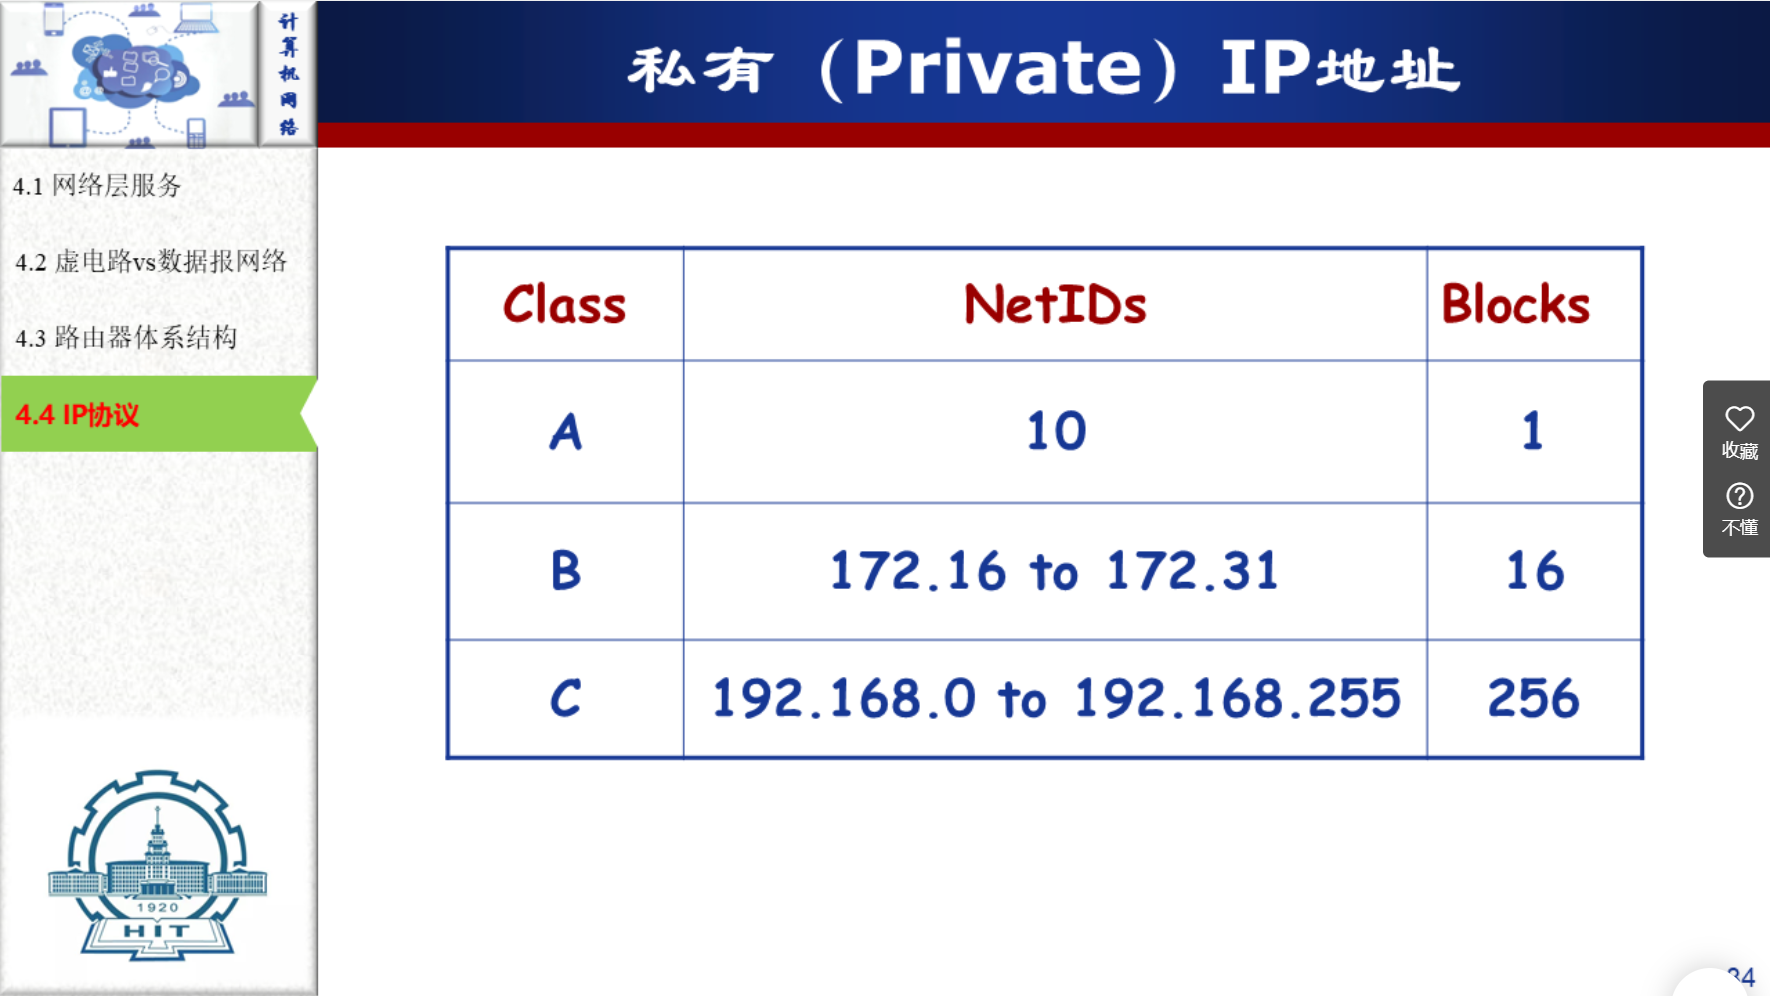 计算机网络
私有（Private）IP地址
4.1 网络层服务
4.2 虚电路vs数据报网络
4.3 路由器体系结构
4.4 IP协议
Class NetIDs Blocks
A 10 1
B 172.16 to 172.31 16
C 192.168.0 to 192.168.255 256
收藏
不懂
1920
HIT
34